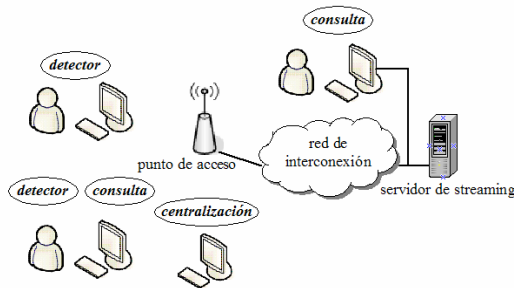 consulta
detector
red de
interconexión
punto de acceso
servidor de streaming
detector
consulta
centralización